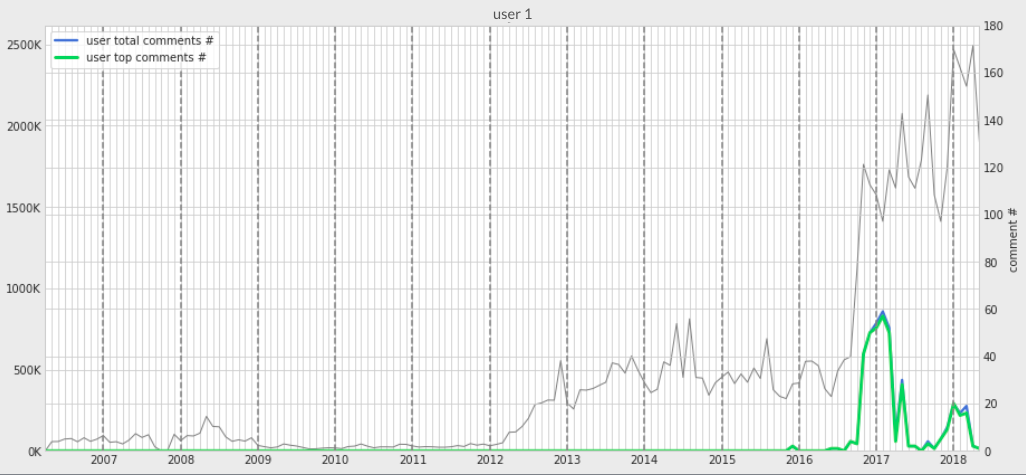 user 1
user total comments #
user top comments #
2500K
2000K
1500K
1000K
500K
0K
180
160
140
120
100
80
60
40
20
0
comment #
2007 2008 2009 2010 2011 2012 2013 2014 2015 2016 2017 2018